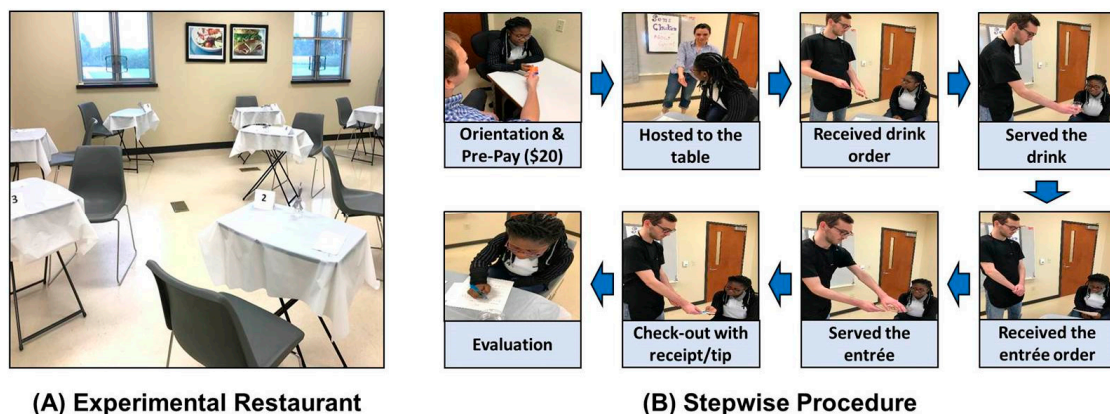 3
2
Orientation &
Pre-Pay ($20)
Hosted to the
table
Received drink
order
Served the
drink
Evaluation
Check-out with
receipt/tip
Served the
entrée
Received the
entrée order
(A) Experimental Restaurant
(B) Stepwise Procedure